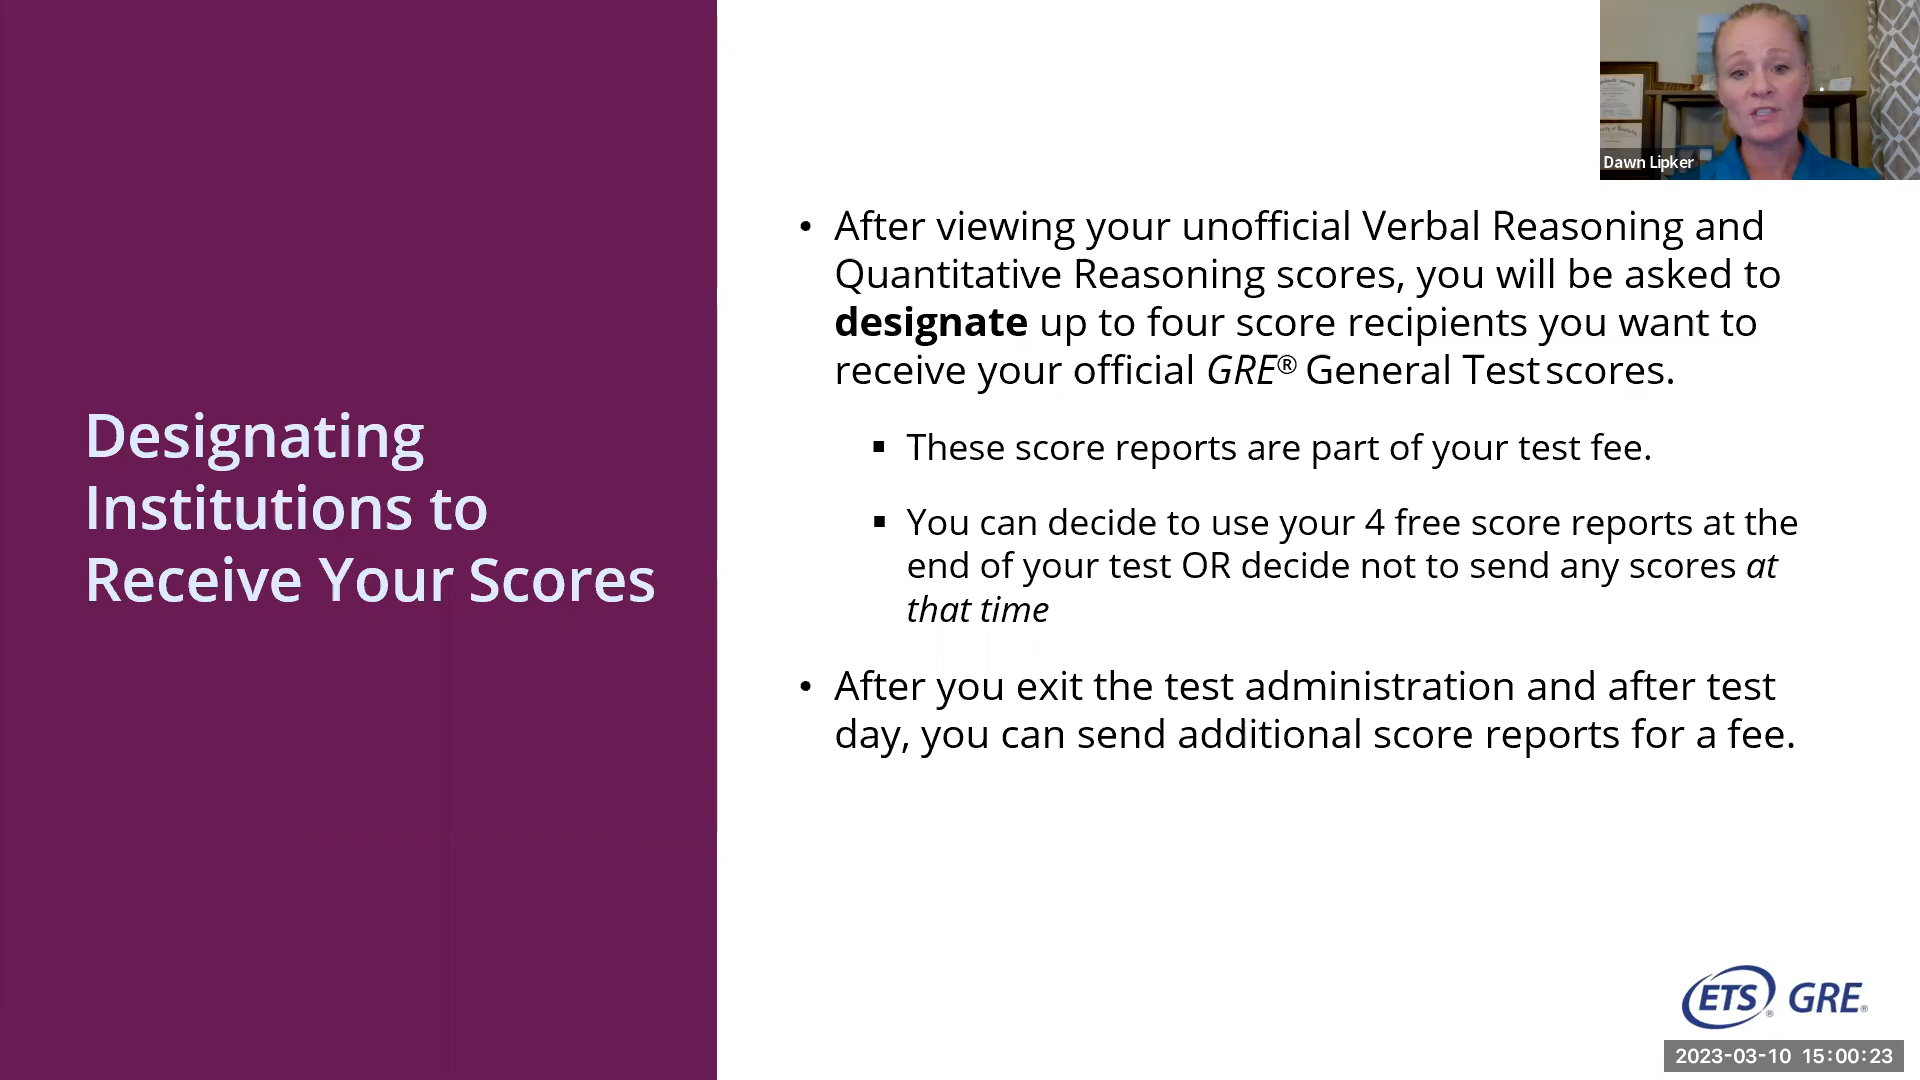 Dawn Lipker
Designating
Institutions to
Receive Your Scores
• After viewing your unofficial Verbal Reasoning and
Quantitative Reasoning scores, you will be asked to
designate up to four score recipients you want to
receive your official GRE® General Test scores.
▪ These score reports are part of your test fee.
▪ You can decide to use your 4 free score reports at the
end of your test OR decide not to send any scores at
that time
• After you exit the test administration and after test
day, you can send additional score reports for a fee.
ETS® GRE®
2023-03-10 15:00:23